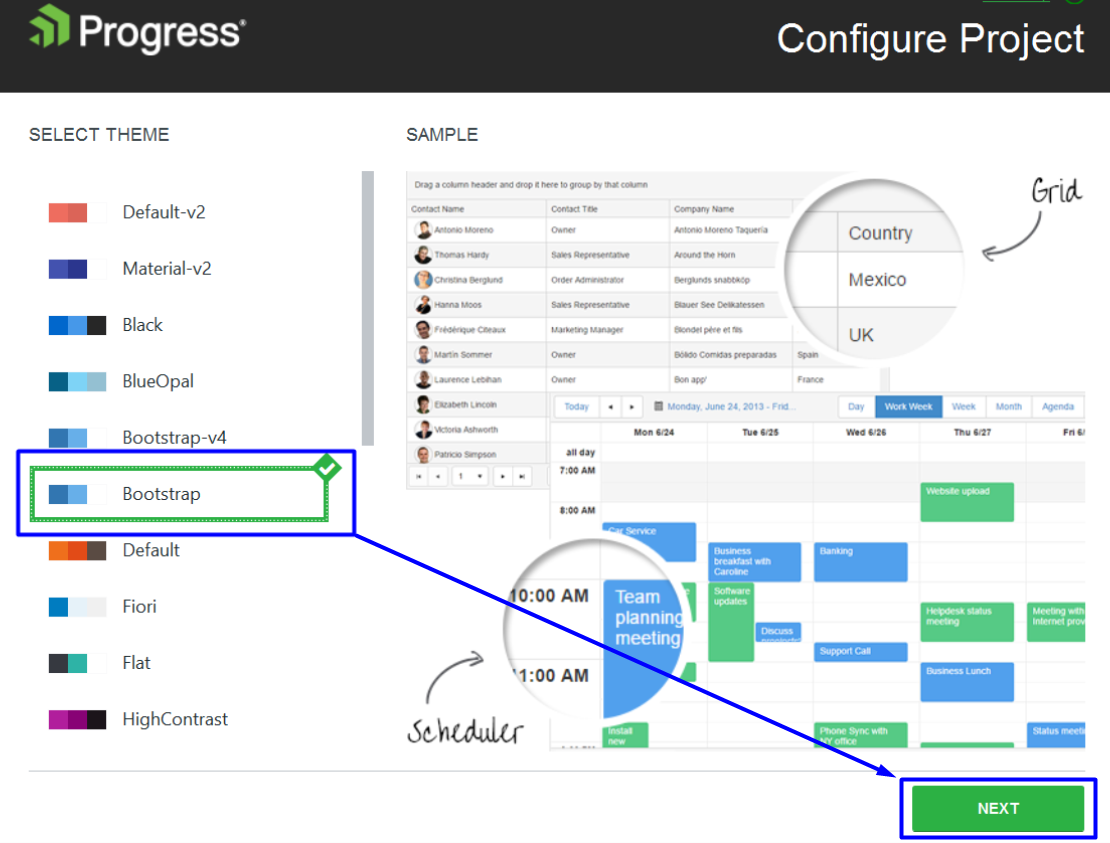 Progress®
Configure Project
SELECT THEME
SAMPLE
Default-v2
Material-v2
Black
BlueOpal
Bootstrap-v4
Bootstrap
Default
Fiori
Flat
HighContrast
Drag a column header and drop it here to group by that column
Contact Name Contact Title Company Name
Antonio Moreno Owner Antonio Moreno Taquería
Thomas Hardy Sales Representative Around the Horn
Christina Berglund Order Administrator Berglunds snabbköp
Hanna Moos Sales Representative Blauer See Delikatessen
Frédérique Citeaux Marketing Manager Blondel père et fils
Martín Sommer Owner Bólido Comidas preparadas Spain
Laurence Lebihan Owner Bon app' France
Elizabeth Lincoln
Victoria Ashworth
Patricio Simpson
1
Country
Mexico
UK
Grid
Today Monday, June 24, 2013 - Frid... Day Work Week Week Month Agenda
Mon 6/24 Tue 6/25 Wed 6/26 Thu 6/27 Fri 6/
all day
7:00 AM
Website upload
8:00 AM
Car Service
Business
breakfast with
Caroline
Banking
10:00 AM
Team
planning
meeting
Software
updates
Helpdesk status
meeting
Meeting with
Internet prov
Discuss
Support Call
11:00 AM
Business Lunch
Scheduler
Install
new
Phone Sync with
NY office
Status meeti
NEXT